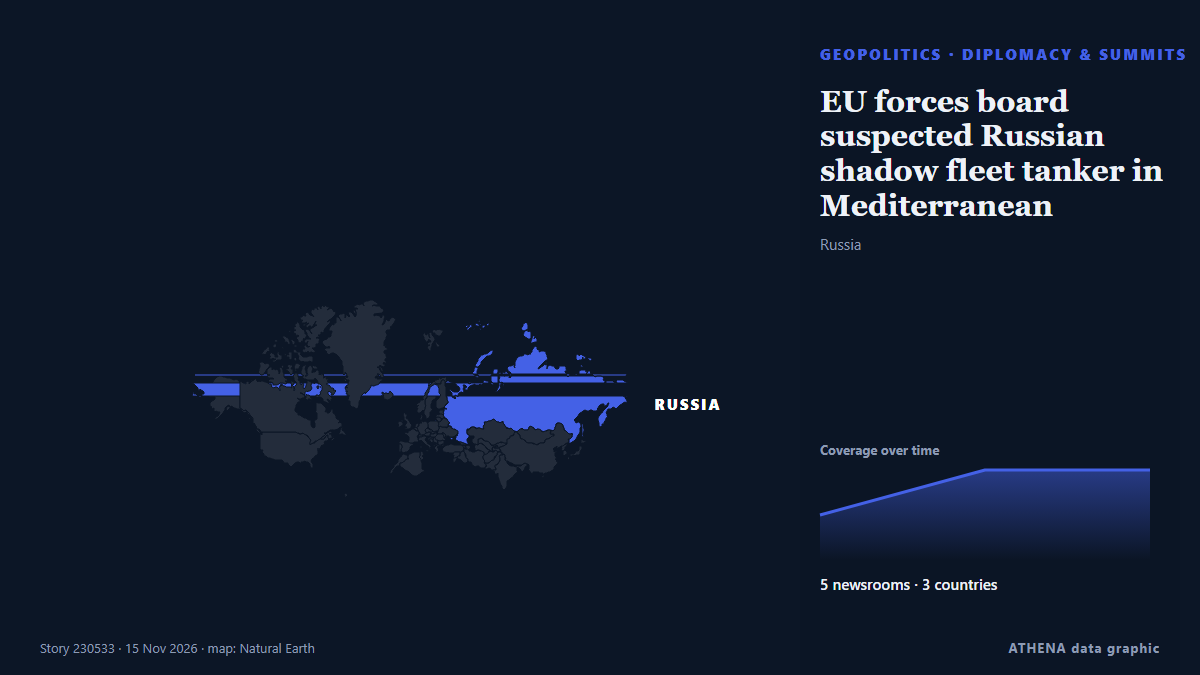 GEOPOLITICS · DIPLOMACY & SUMMITS
EU forces board
suspected Russian
shadow fleet tanker in
Mediterranean
Russia
RUSSIA
Coverage over time
5 newsrooms · 3 countries
Story 230533 · 15 Nov 2026 · map: Natural Earth
ATHENA data graphic